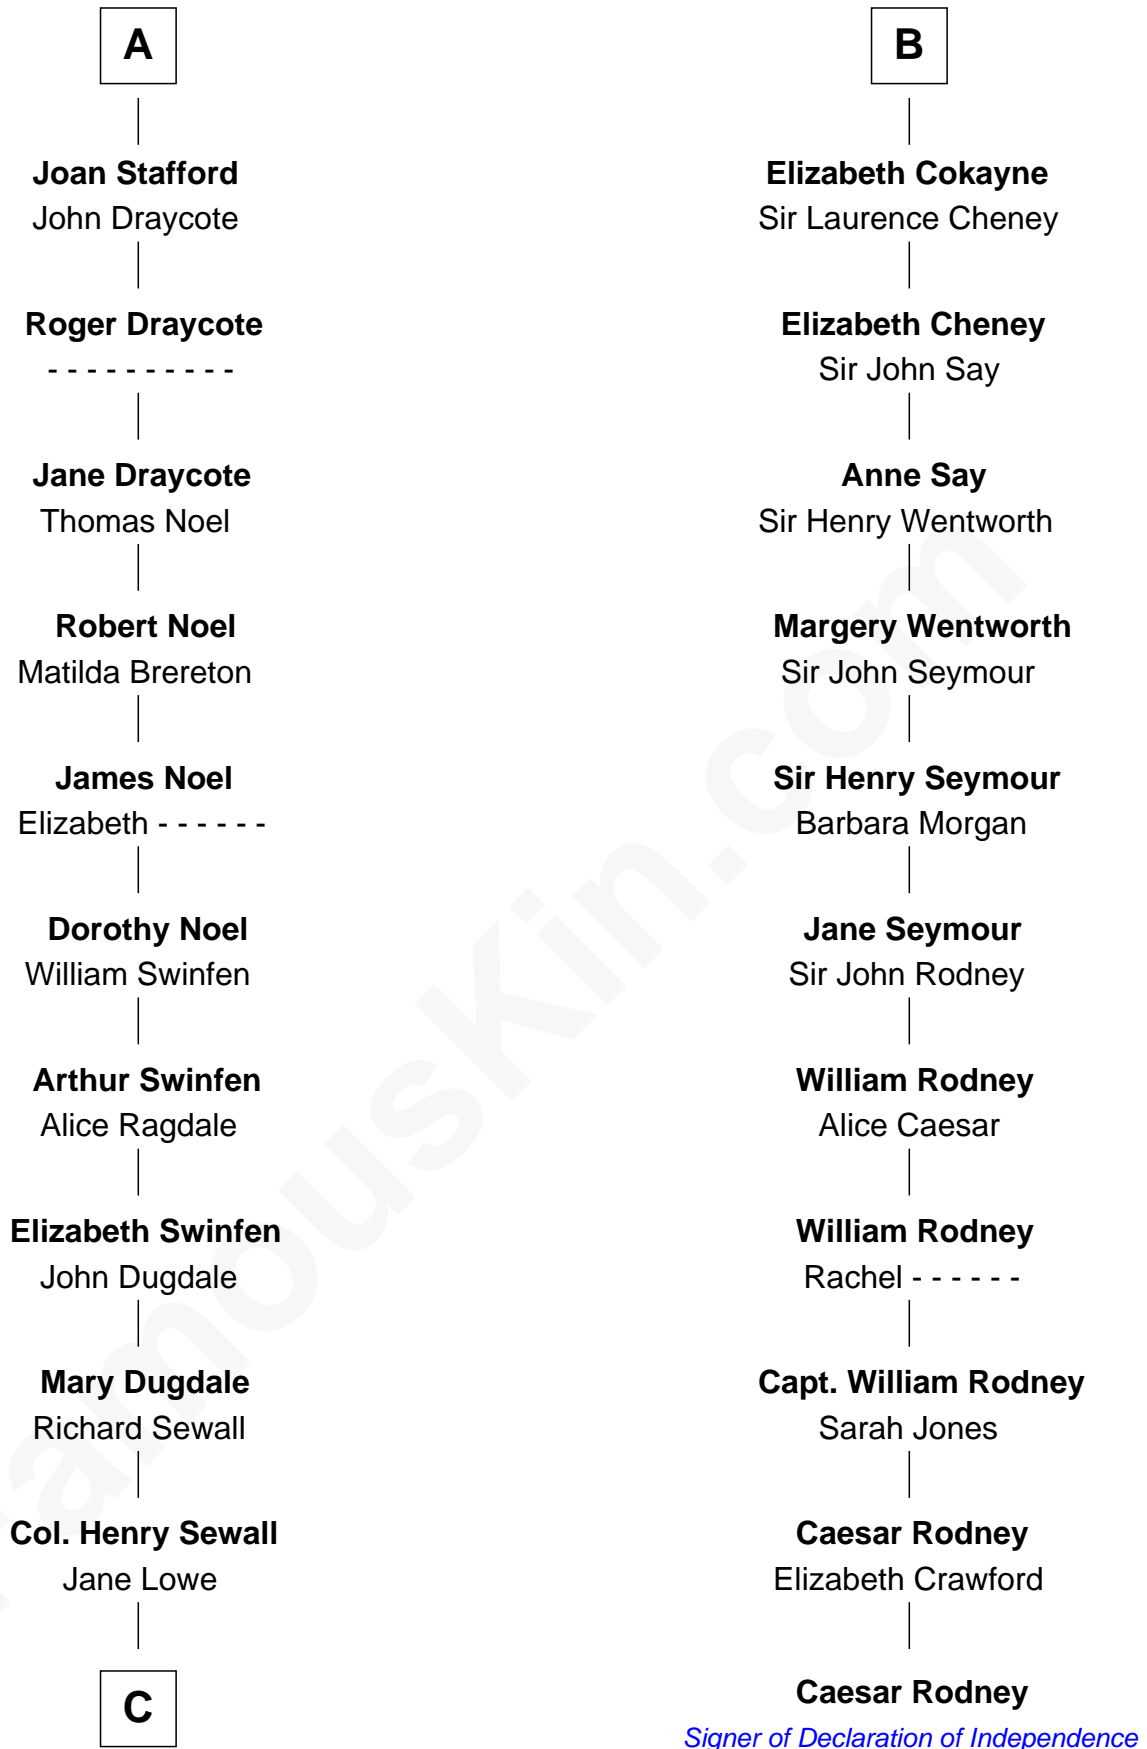 A
Joan Stafford
John Draycote
Roger Draycote
- - - - - - - - - -
Jane Draycote
Thomas Noel
Robert Noel
Matilda Brereton
James Noel
Elizabeth - - - - - -
Dorothy Noel
William Swinfen
Arthur Swinfen
Alice Ragdale
Elizabeth Swinfen
John Dugdale
Mary Dugdale
Richard Sewall
Col. Henry Sewall
Jane Lowe
C
B
Elizabeth Cokayne
Sir Laurence Cheney
Elizabeth Cheney
Sir John Say
Anne Say
Sir Henry Wentworth
Margery Wentworth
Sir John Seymour
Sir Henry Seymour
Barbara Morgan
Jane Seymour
Sir John Rodney
William Rodney
Alice Caesar
William Rodney
Rachel - - - - - -
Capt. William Rodney
Sarah Jones
Caesar Rodney
Elizabeth Crawford
Caesar Rodney
Signer of Declaration of Independence
FamousKin.com